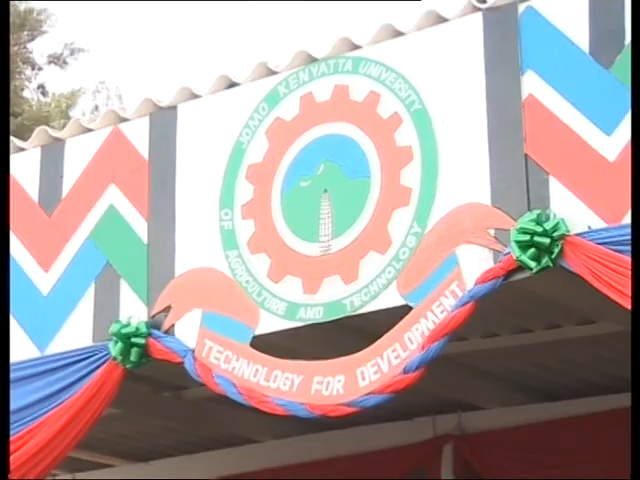 JOMO KENYATTA UNIVERSITY
OF AGRICULTURE AND TECHNOLOGY
TECHNOLOGY FOR DEVELOPMENT